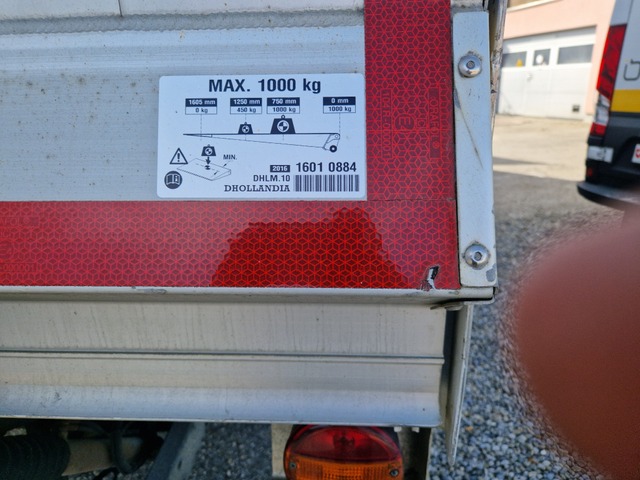 MAX. 1000 kg
1605 mm 1250 mm 750 mm 0 mm
0 kg 450 kg 1000 kg 1000 kg
MIN.
2016 1601 0884
DHLM.10
DHOLLANDIA